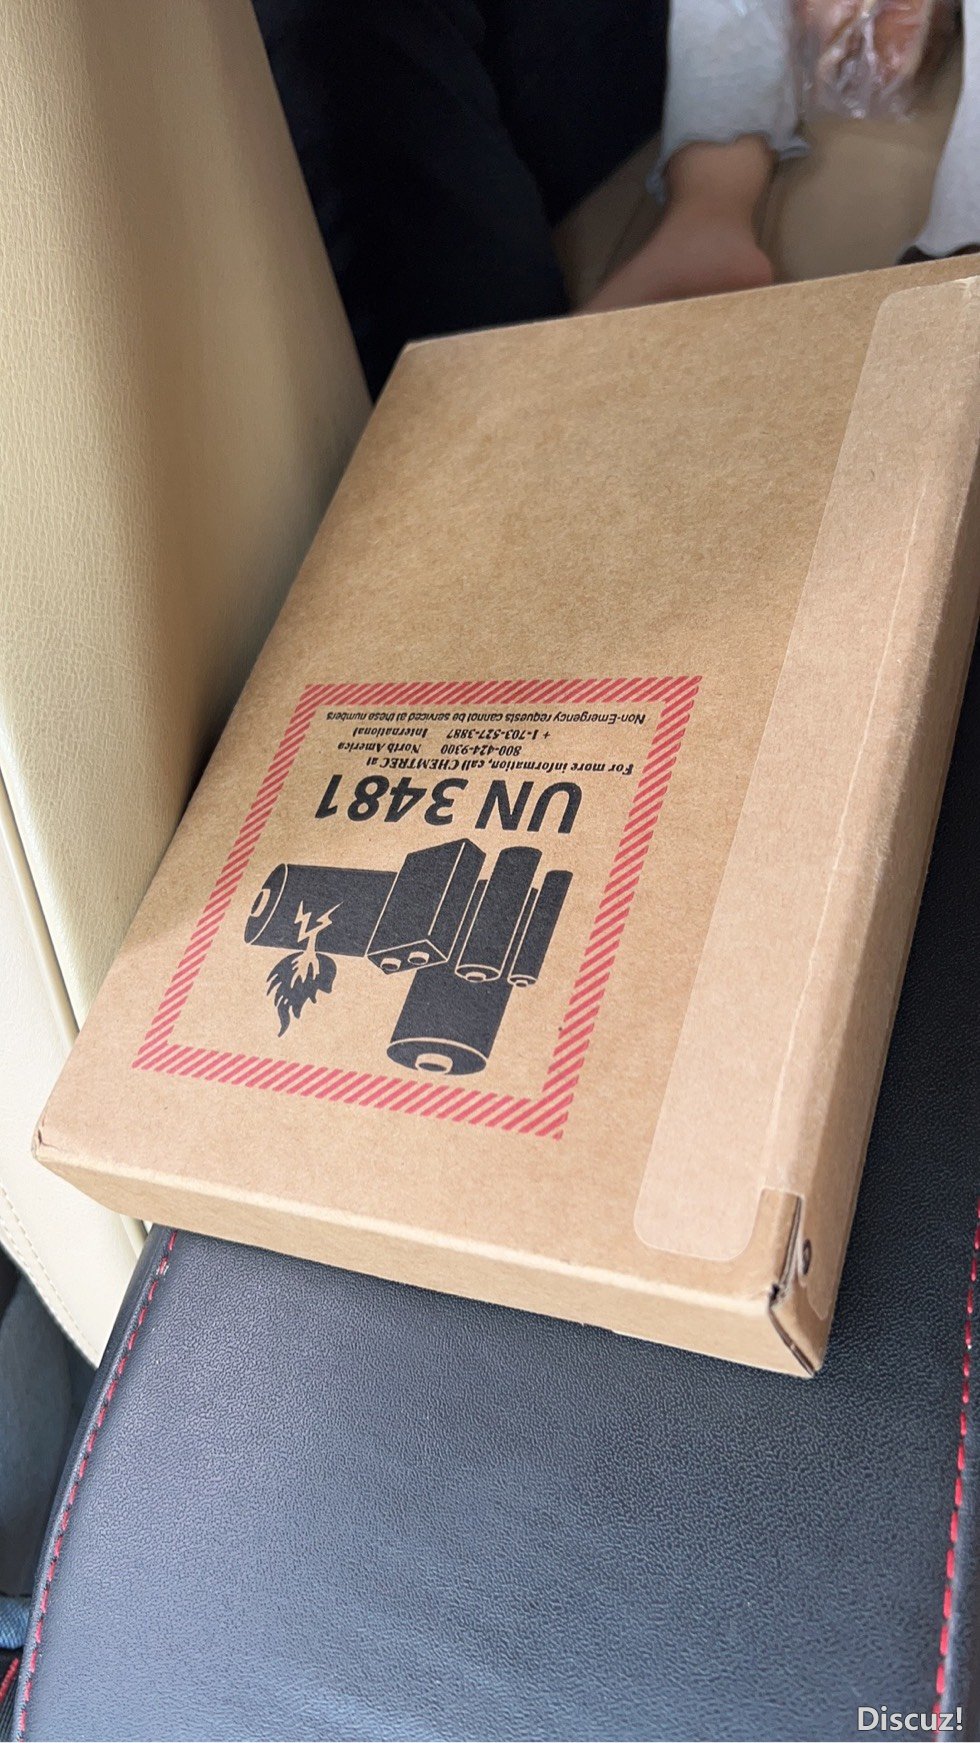 UN 3481
For more information, call CHEMTREC at
800-424-9300 North America
+ 1-703-527-3887 International
Non-Emergency requests cannot be serviced at these numbers
Discuz!